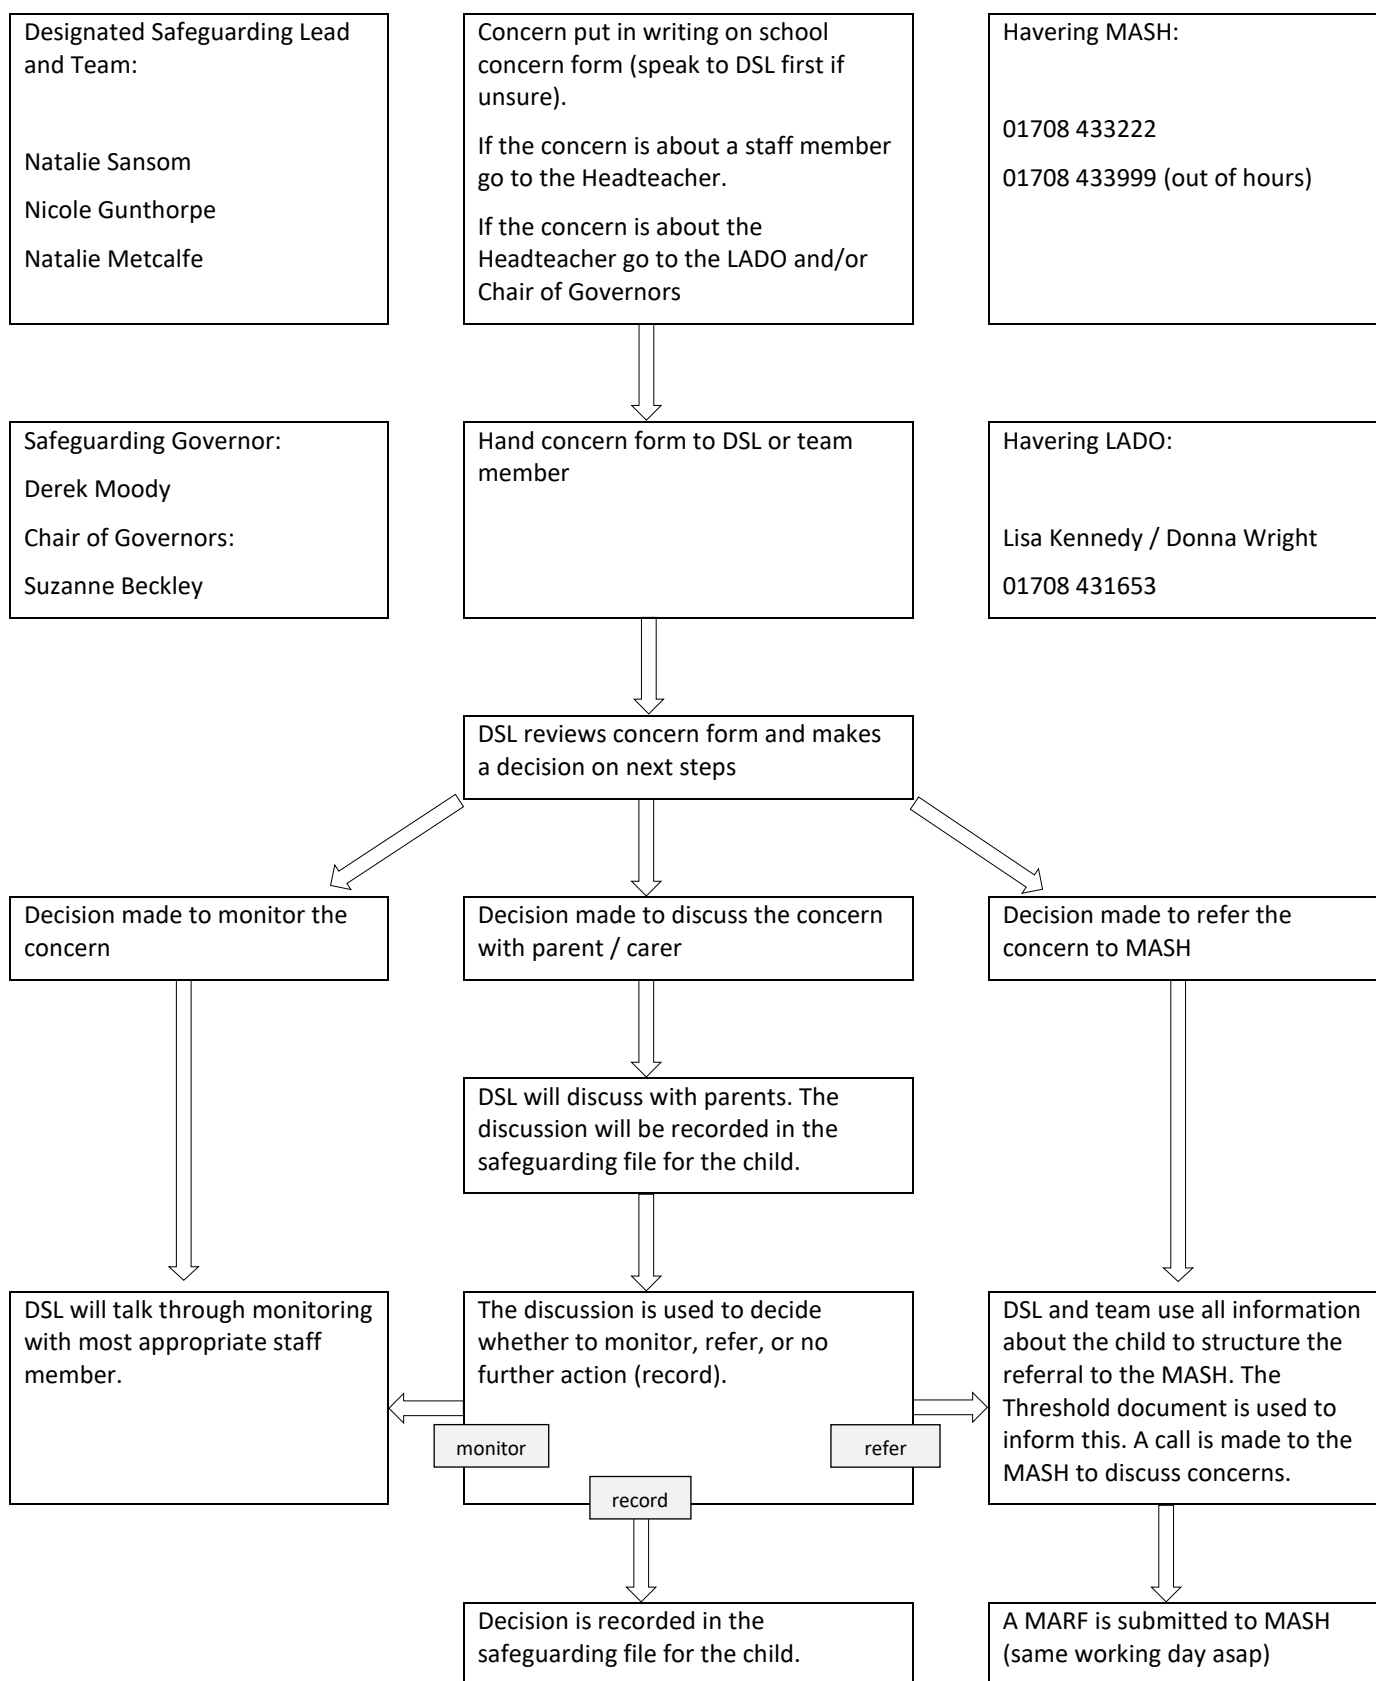 Designated Safeguarding Lead
and Team:
Natalie Sansom
Nicole Gunthorpe
Natalie Metcalfe
Concern put in writing on school
concern form (speak to DSL first if
unsure).
If the concern is about a staff member
go to the Headteacher.
If the concern is about the
Headteacher go to the LADO and/or
Chair of Governors
Havering MASH:
01708 433222
01708 433999 (out of hours)
Safeguarding Governor:
Derek Moody
Chair of Governors:
Suzanne Beckley
Hand concern form to DSL or team
member
Havering LADO:
Lisa Kennedy / Donna Wright
01708 431653
DSL reviews concern form and makes
a decision on next steps
Decision made to monitor the
concern
Decision made to discuss the concern
with parent / carer
Decision made to refer the
concern to MASH
DSL will discuss with parents. The
discussion will be recorded in the
safeguarding file for the child.
DSL will talk through monitoring
with most appropriate staff
member.
The discussion is used to decide
whether to monitor, refer, or no
further action (record).
monitor
refer
record
DSL and team use all information
about the child to structure the
referral to the MASH. The
Threshold document is used to
inform this. A call is made to the
MASH to discuss concerns.
Decision is recorded in the
safeguarding file for the child.
A MARF is submitted to MASH
(same working day asap)